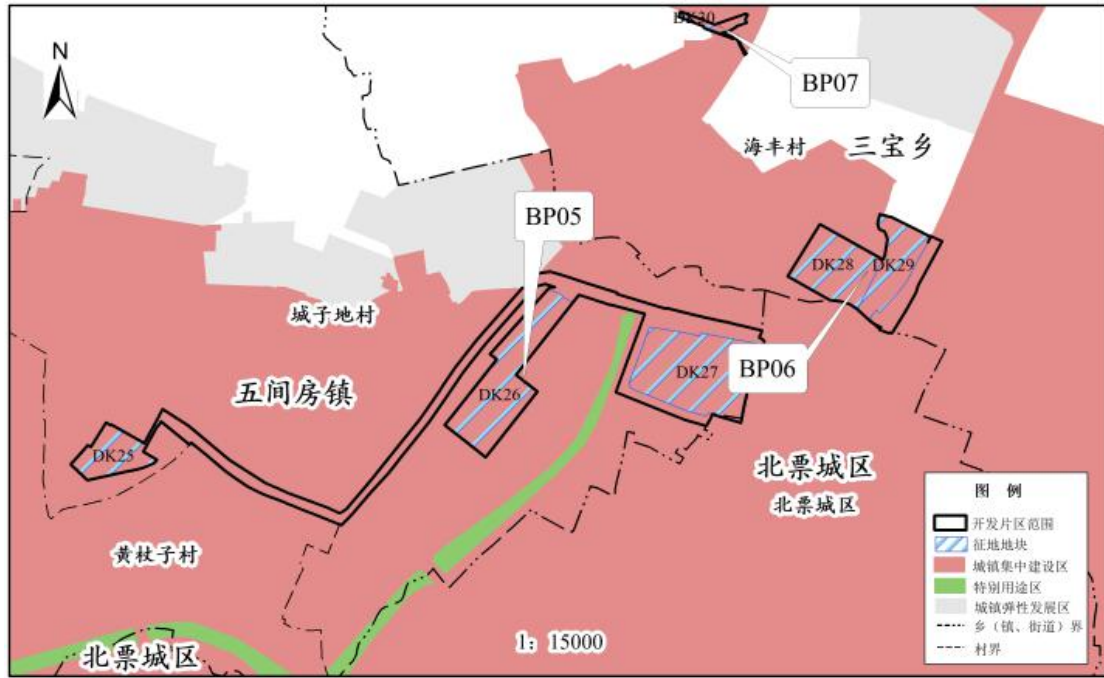 DK30
N
BP07
海丰村
三宝乡
BP05
DK28
DK29
城子地村
BP06
五间房镇
DK26
DK27
DK25
北票城区
北票城区
黄杖子村
北票城区
1：15000
图 例
开发片区范围
征地地块
城镇集中建设区
特别用途区
城镇弹性发展区
乡（镇、街道）界
村界